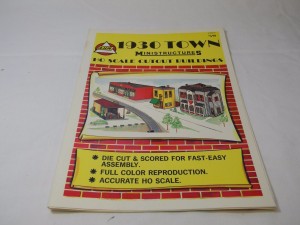 1930 TOWN
MINISTRUCTURES
HO SCALE CUTOUT BUILDINGS
* DIE CUT & SCORED FOR FAST-EASY
ASSEMBLY.
* FULL COLOR REPRODUCTION.
* ACCURATE HO SCALE.